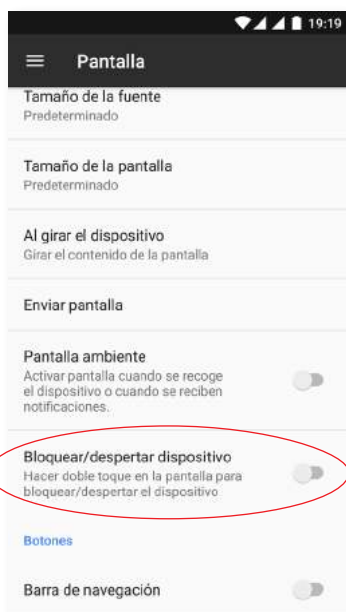 19:19
Pantalla
Tamaño de la fuente
Predeterminado
Tamaño de la pantalla
Predeterminado
Al girar el dispositivo
Girar el contenido de la pantalla
Enviar pantalla
Pantalla ambiente
Activar pantalla cuando se recoge
el dispositivo o cuando se reciben
notificaciones.
Bloquear/despertar dispositivo
Hacer doble toque en la pantalla para
bloquear/despertar el dispositivo
Botones
Barra de navegación